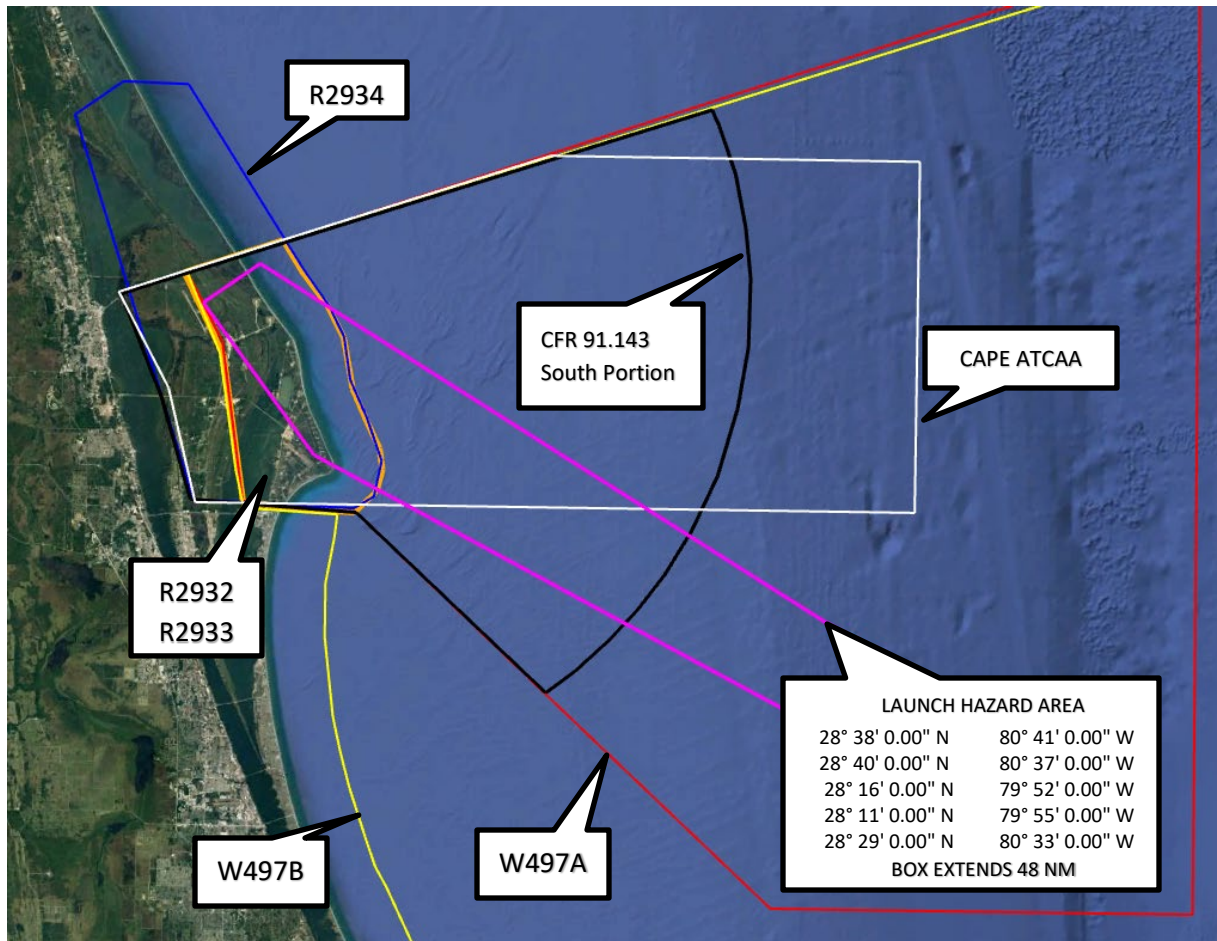 R2934
CFR 91.143
South Portion
CAPE ATCAA
R2932
R2933
W497B
W497A
LAUNCH HAZARD AREA
28° 38' 0.00" N 80° 41' 0.00" W
28° 40' 0.00" N 80° 37' 0.00" W
28° 16' 0.00" N 79° 52' 0.00" W
28° 11' 0.00" N 79° 55' 0.00" W
28° 29' 0.00" N 80° 33' 0.00" W
BOX EXTENDS 48 NM